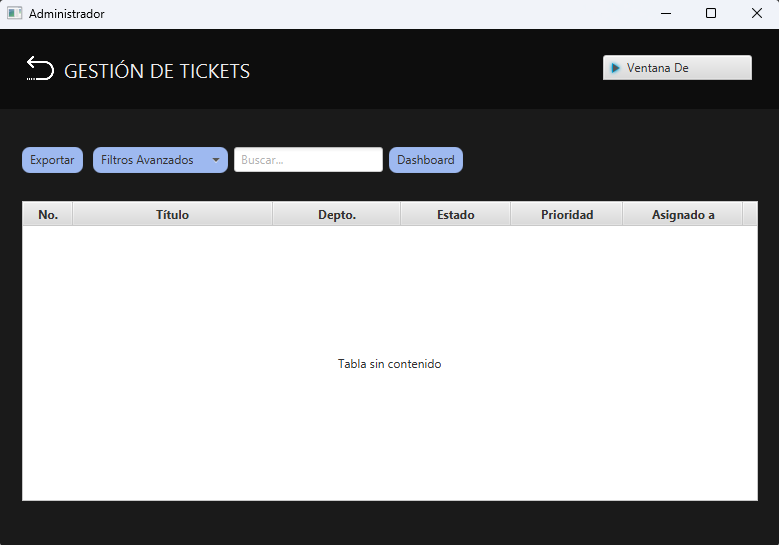 Administrador
GESTIÓN DE TICKETS
Ventana De
Exportar Filtros Avanzados Buscar... Dashboard
No. Título Depto. Estado Prioridad Asignado a
Tabla sin contenido